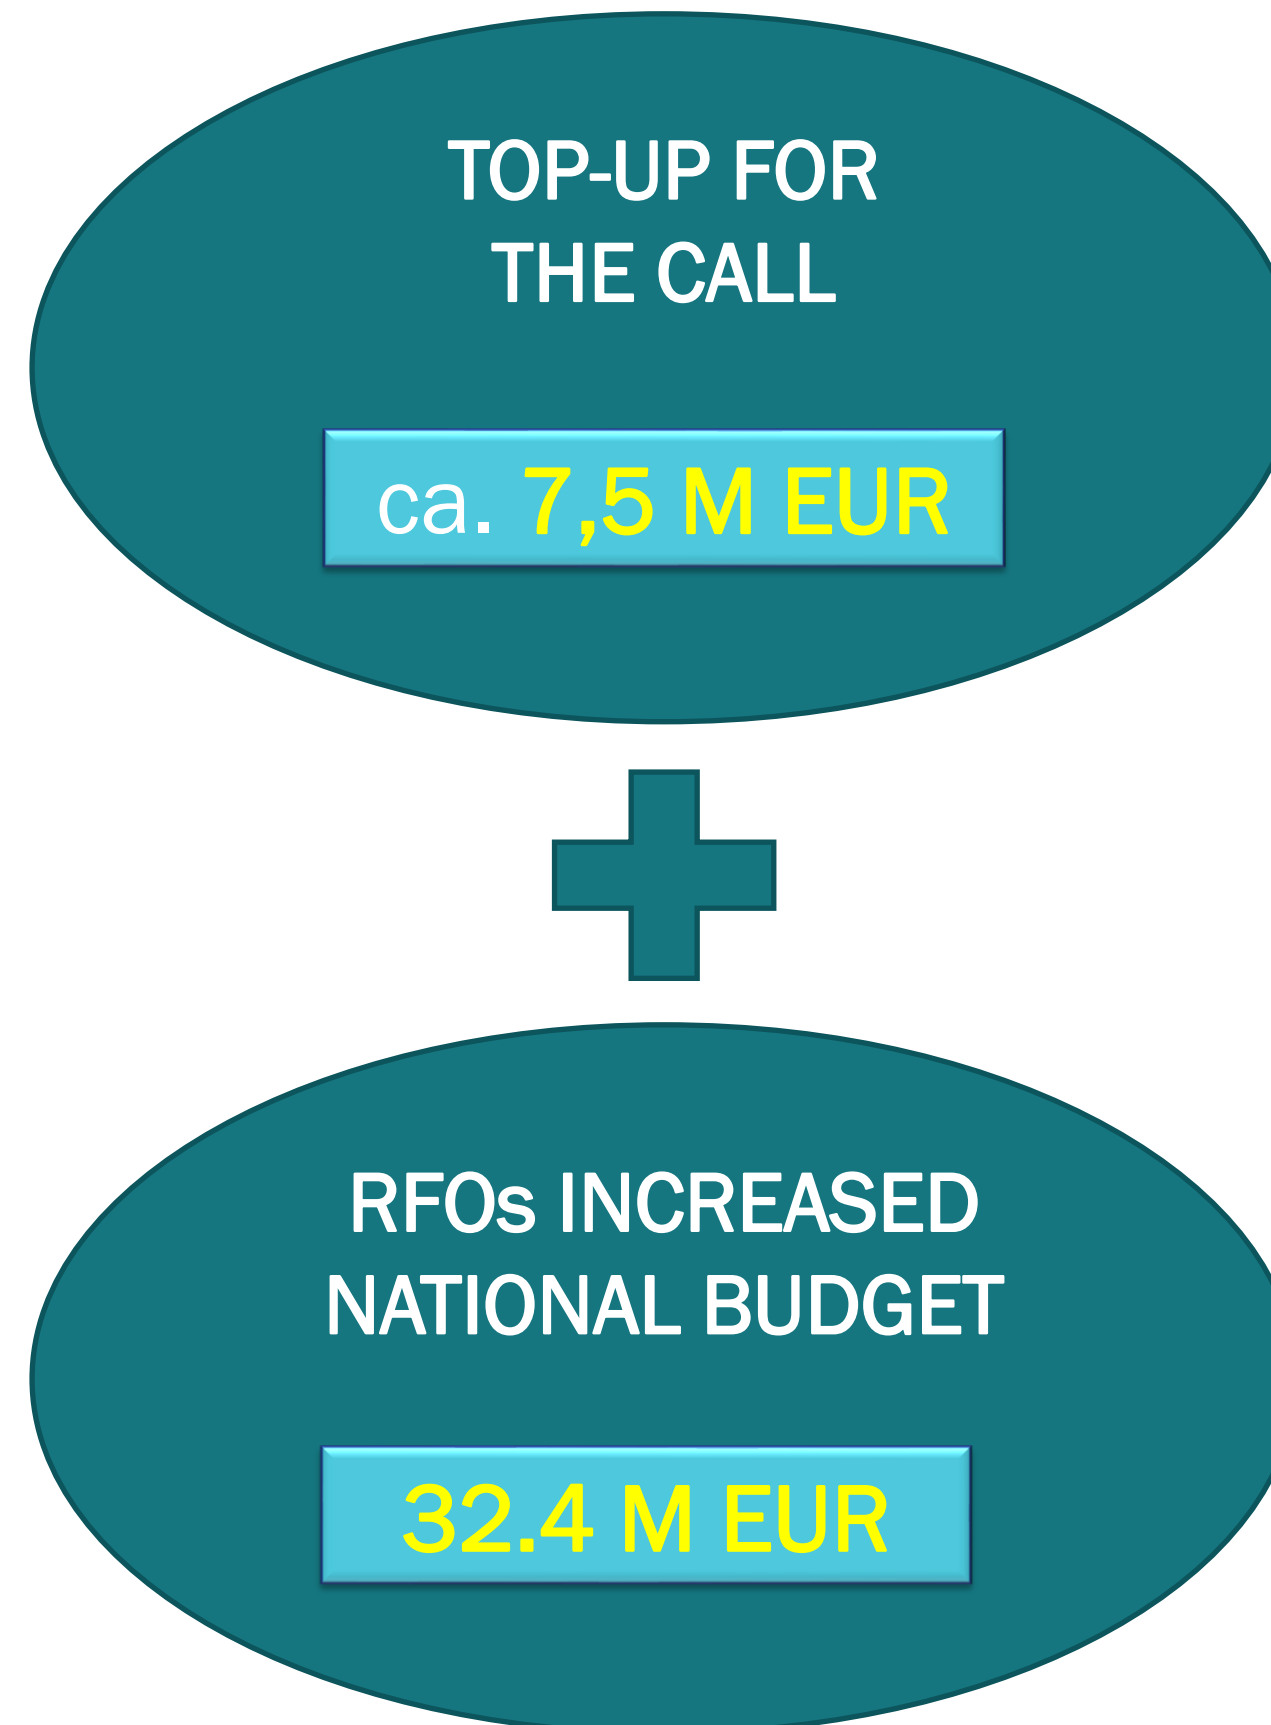 TOP-UP FOR
THE CALL
ca. 7,5 M EUR
RFOs INCREASED
NATIONAL BUDGET
32.4 M EUR